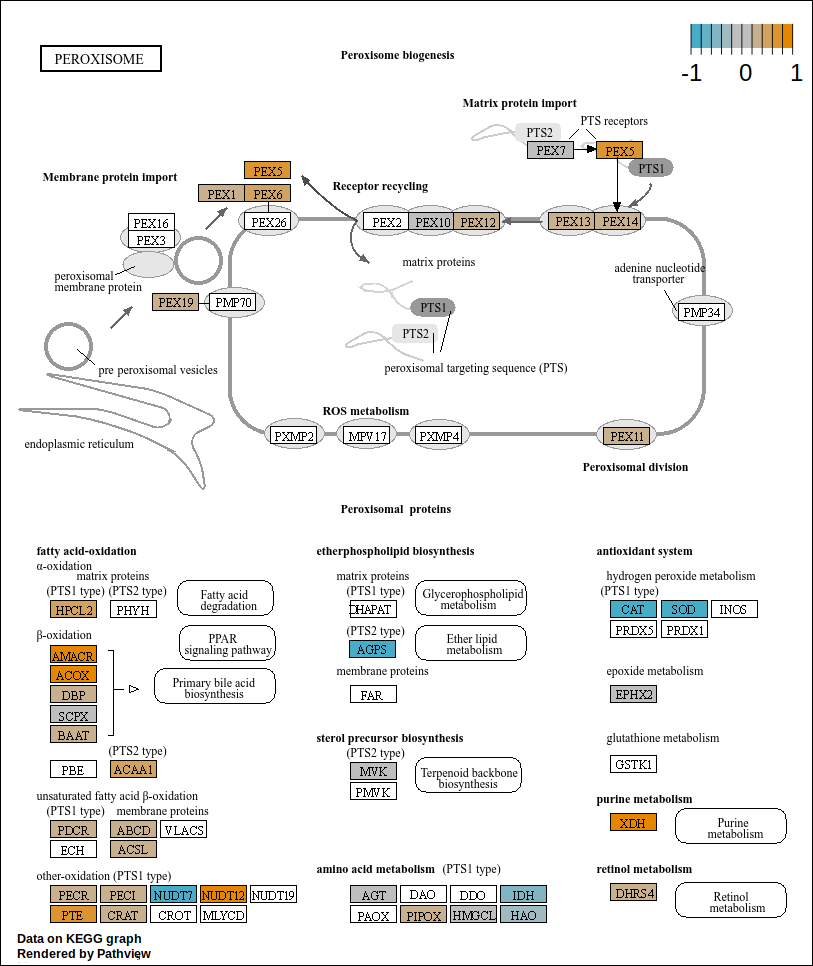 PEROXISOME
Peroxisome biogenesis
-1 0 1
Matrix protein import
PTS2
PTS receptors
PEX7
PEX5
PTS1
Membrane protein import
PEX5
Receptor recycling
PEX1 PEX6
PEX16
PEX3
PEX26
PEX2 PEX10 PEX12
PEX13 PEX14
matrix proteins
adenine nucleotide
transporter
peroxisomal
membrane protein
PEX19
PMP70
PTS1
PMP34
PTS2
pre peroxisomal vesicles
peroxisomal targeting sequence (PTS)
ROS metabolism
endoplasmic reticulum
PXMP2
MPV17
PXMP4
PEX11
Peroxisomal division
Peroxisomal proteins
fatty acid-oxidation
α-oxidation
matrix proteins
(PTS1 type) (PTS2 type)
HPCL2 PHYH
Fatty acid
degradation
β-oxidation
PPAR
signaling pathway
AMACR
ACOX
DBP
SCPX
BAAT
Primary bile acid
biosynthesis
(PTS2 type)
PBE ACAA1
unsaturated fatty acid β-oxidation
(PTS1 type) membrane proteins
PDCR ABCD VLACS
ECH ACSL
other-oxidation (PTS1 type)
PECR PECI NUDT7 NUDT12 NUDT19
PTE CRAT CROT MLYCD
etherphospholipid biosynthesis
matrix proteins
(PTS1 type)
DHAPAT
Glycerophospholipid
metabolism
(PTS2 type)
AGPS
Ether lipid
metabolism
membrane proteins
FAR
sterol precursor biosynthesis
(PTS2 type)
MVK
PMVK
Terpenoid backbone
biosynthesis
amino acid metabolism (PTS1 type)
AGT DAO DDO IDH
PAOX PIPOX HMGCL HAO
antioxidant system
hydrogen peroxide metabolism
(PTS1 type)
CAT SOD INOS
PRDX5 PRDX1
epoxide metabolism
EPHX2
glutathione metabolism
GSTK1
purine metabolism
XDH
Purine
metabolism
retinol metabolism
DHRS4
Retinol
metabolism
Data on KEGG graph
Rendered by Pathview